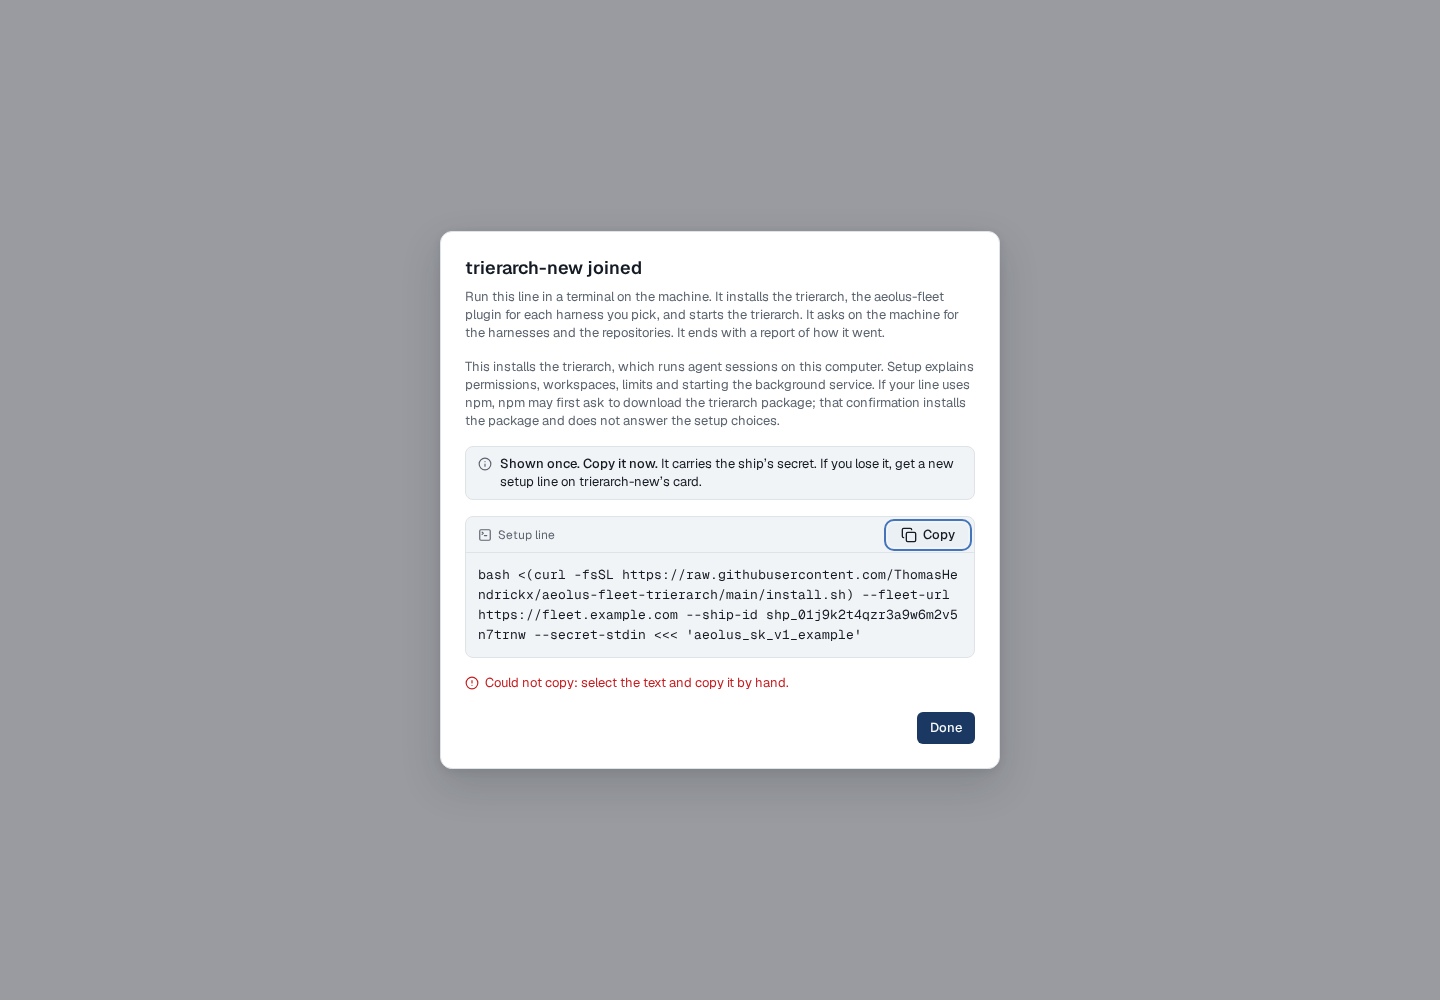 trierarch-new joined
Run this line in a terminal on the machine. It installs the trierarch, the aeolus-fleet
plugin for each harness you pick, and starts the trierarch. It asks on the machine for
the harnesses and the repositories. It ends with a report of how it went.
This installs the trierarch, which runs agent sessions on this computer. Setup explains
permissions, workspaces, limits and starting the background service. If your line uses
npm, npm may first ask to download the trierarch package; that confirmation installs
the package and does not answer the setup choices.
Shown once. Copy it now. It carries the ship's secret. If you lose it, get a new
setup line on trierarch-new's card.
Setup line
Copy
bash <(curl -fsSL https://raw.githubusercontent.com/ThomasHe
ndrickx/aeolus-fleet-trierarch/main/install.sh) --fleet-url
https://fleet.example.com --ship-id shp_01j9k2t4qzr3a9w6m2v5
n7trnw --secret-stdin <<< 'aeolus_sk_v1_example'
Could not copy: select the text and copy it by hand.
Done